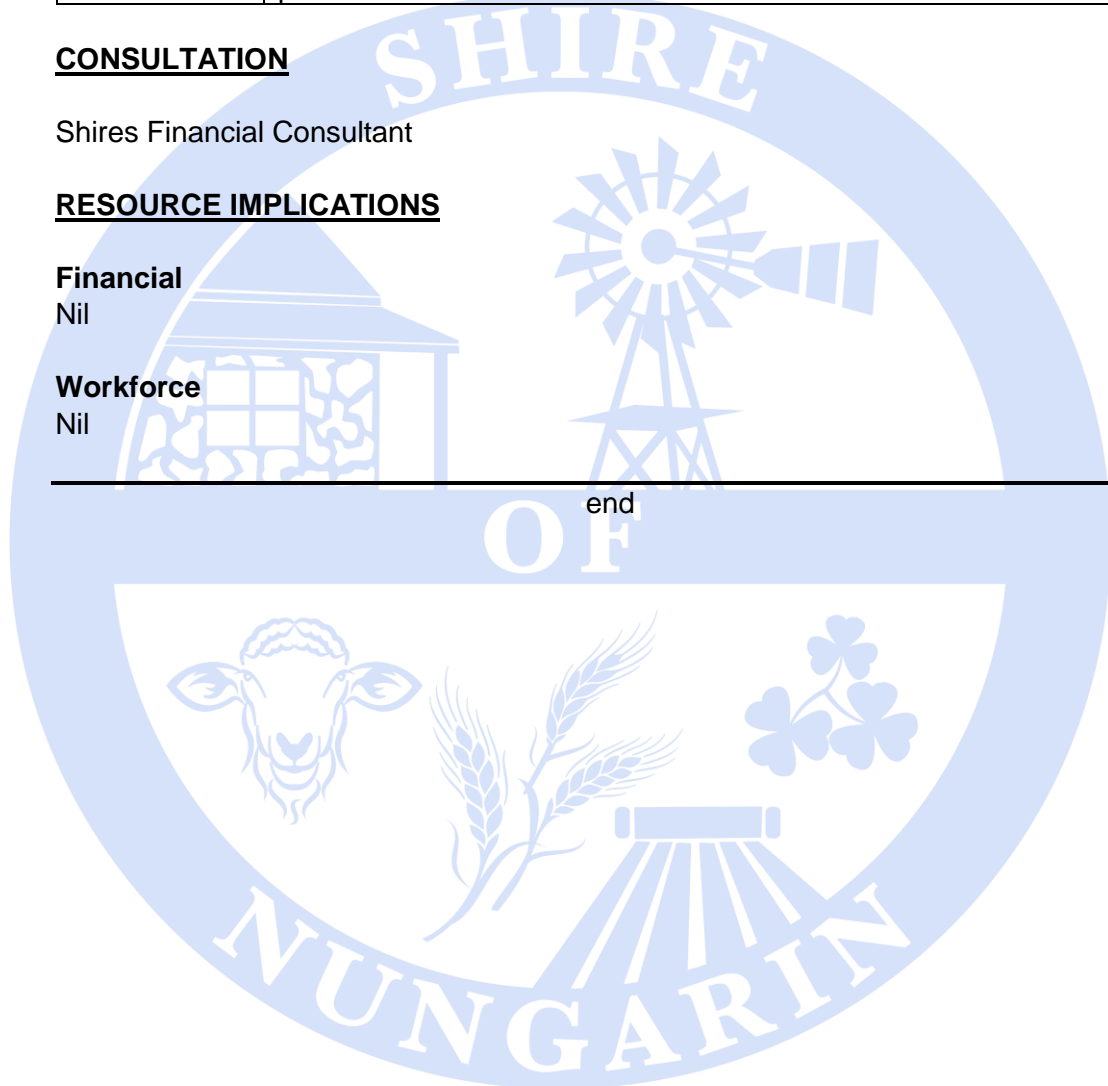 SHIRE
CONSULTATION
Shires Financial Consultant
RESOURCE IMPLICATIONS
Financial
Nil
Workforce
Nil
end
OF
NUNGARIN